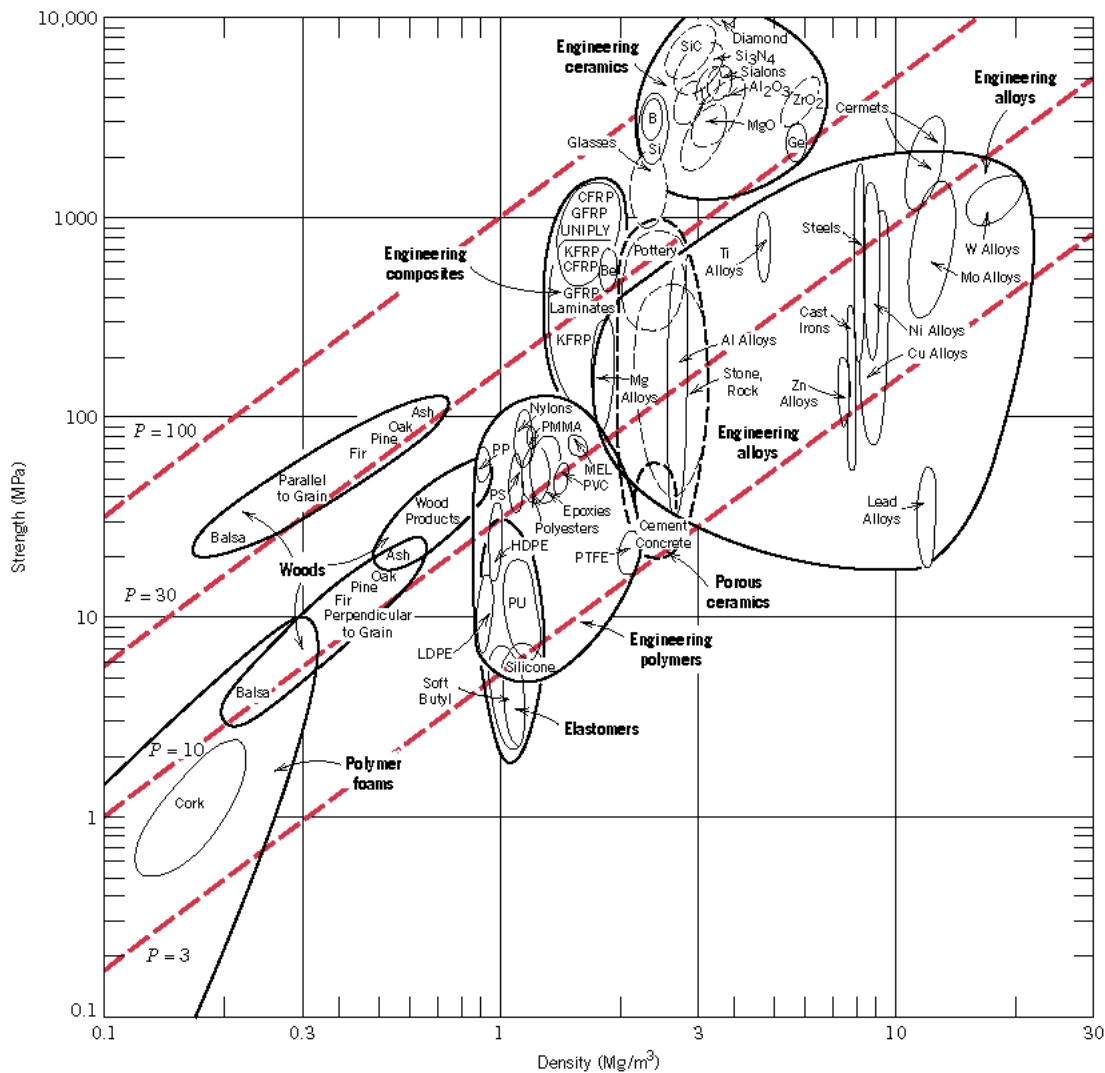 10,000
1000
100
10
1
0.1
Strength (MPa)
0.1
0.3
1
3
10
30
Density (Mg/m³)
Engineering
ceramics
Diamond
SiC
Si₃N₄
Sialons
Al₂O₃
ZrO₂
B
MgO
Ge
Si
Glasses
Cermets
Engineering
alloys
CFRP
GFRP
UNIPLY
KFRP
CFRP
Be
GFRP
Laminates
KFRP
Engineering
composites
Pottery
Ti
Alloys
Steels
W Alloys
Mo Alloys
Cast
Irons
Ni Alloys
Cu Alloys
Al Alloys
Mg
Alloys
Stone,
Rock
Zn
Alloys
Engineering
alloys
Lead
Alloys
P = 100
Ash
Oak
Pine
Fir
Parallel
to Grain
Balsa
Nylons
PMMA
PP
PS
MEL
PVC
Epoxies
Polyesters
Wood
Products
HDPE
Cement
Concrete
PTFE
Porous
ceramics
P = 30
Woods
Ash
Oak
Pine
Fir
Perpendicular
to Grain
Balsa
PU
LDPE
Silicone
Engineering
polymers
Soft
Butyl
Elastomers
P = 10
Polymer
foams
Cork
P = 3